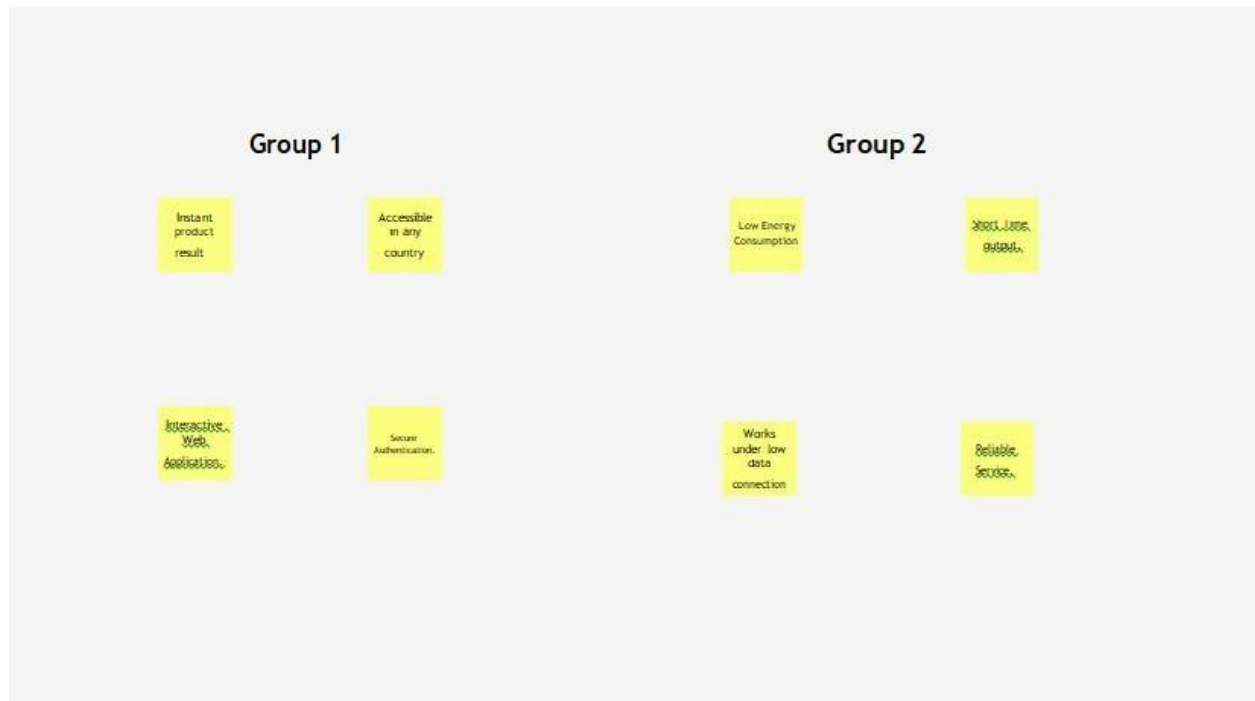 Group 1
Instant
product
result
Accessible
in any
country
Interactive
Web
Application.
Secure
Authentication.
Group 2
Low Energy
Consumption
Short Time
output.
Works
under low
data
connection
Reliable
Service.